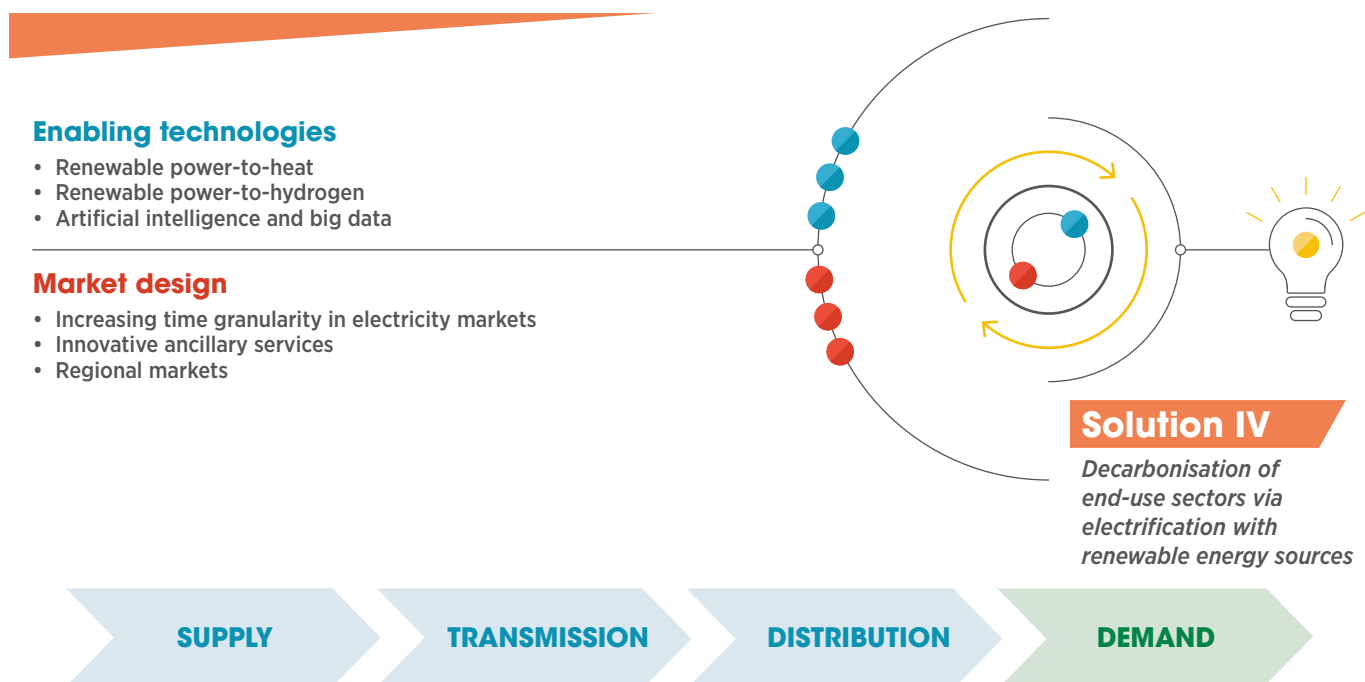 Enabling technologies
• Renewable power-to-heat
• Renewable power-to-hydrogen
• Artificial intelligence and big data
Market design
• Increasing time granularity in electricity markets
• Innovative ancillary services
• Regional markets
Solution IV
Decarbonisation of
end-use sectors via
electrification with
renewable energy sources
SUPPLY
TRANSMISSION
DISTRIBUTION
DEMAND